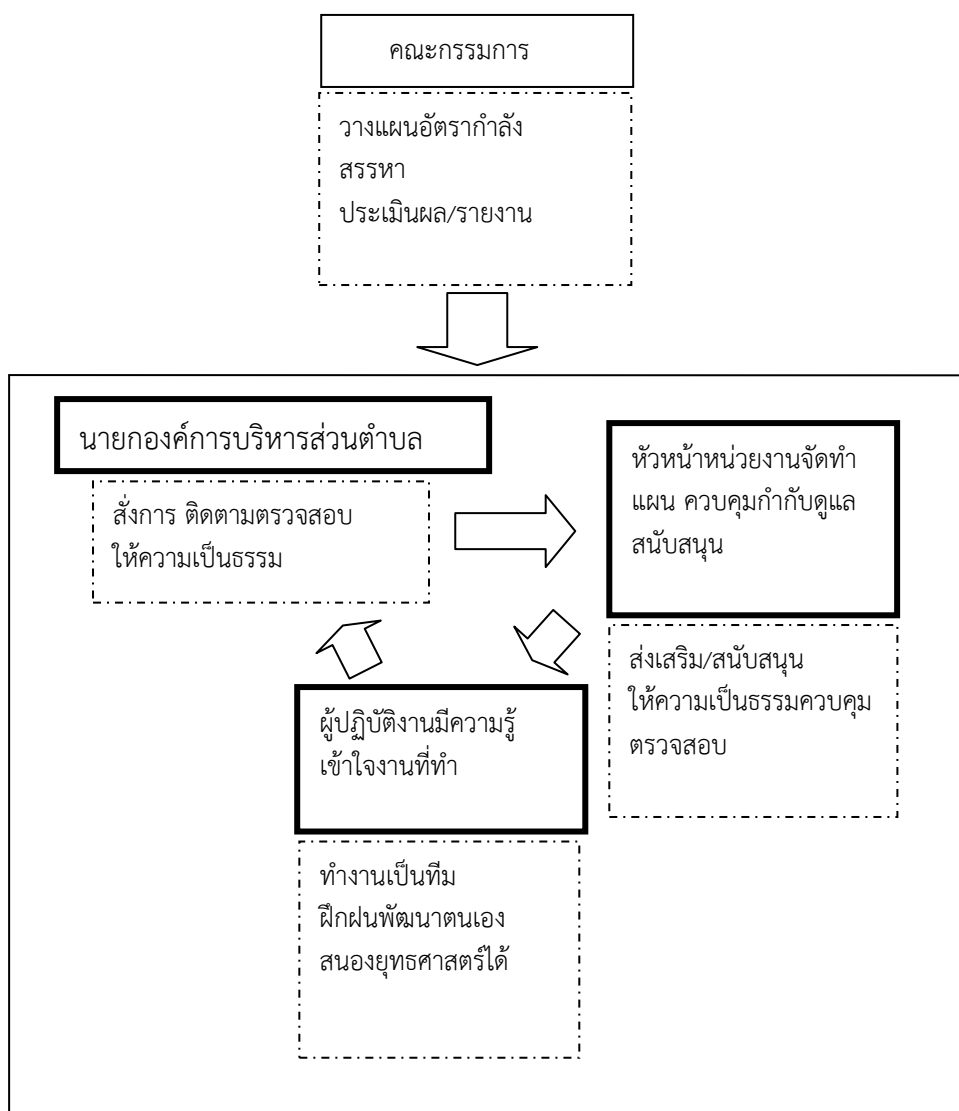 คณะกรรมการ
วางแผนอัตรากำลัง
สรรหา
ประเมินผล/รายงาน
นายกองค์การบริหารส่วนตำบล
สั่งการ ติดตามตรวจสอบ
ให้ความเป็นธรรม
หัวหน้าหน่วยงานจัดทำ
แผน ควบคุมกำกับดูแล
สนับสนุน
ส่งเสริม/สนับสนุน
ให้ความเป็นธรรมควบคุม
ตรวจสอบ
ผู้ปฏิบัติงานมีความรู้
เข้าใจงานที่ทำ
ทำงานเป็นทีม
ฝึกฝนพัฒนาตนเอง
สนองยุทธศาสตร์ได้